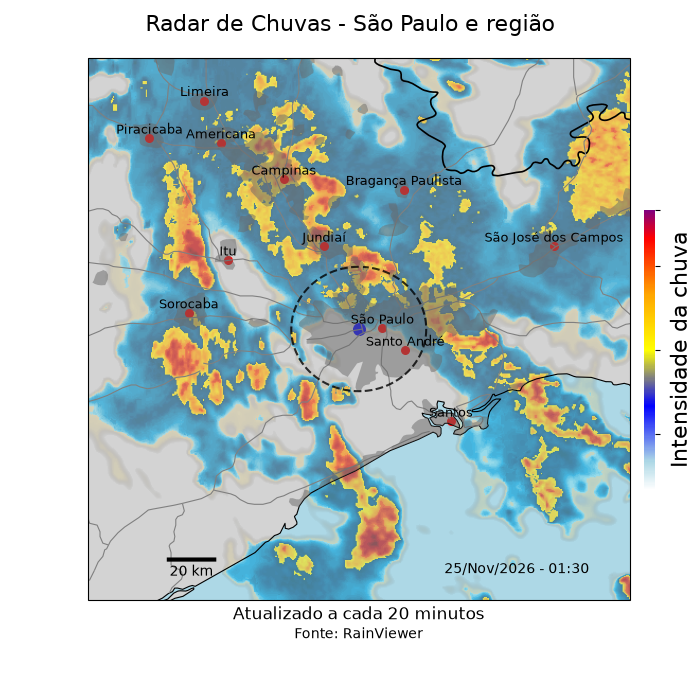 Radar de Chuvas - São Paulo e região
Limeira
Piracicaba
Americana
Campinas
Bragança Paulista
Jundiaí
São José dos Campos
Itu
Sorocaba
São Paulo
Santo André
Santos
Intensidade da chuva
25/Nov/2026 - 01:30
20 km
Atualizado a cada 20 minutos
Fonte: RainViewer